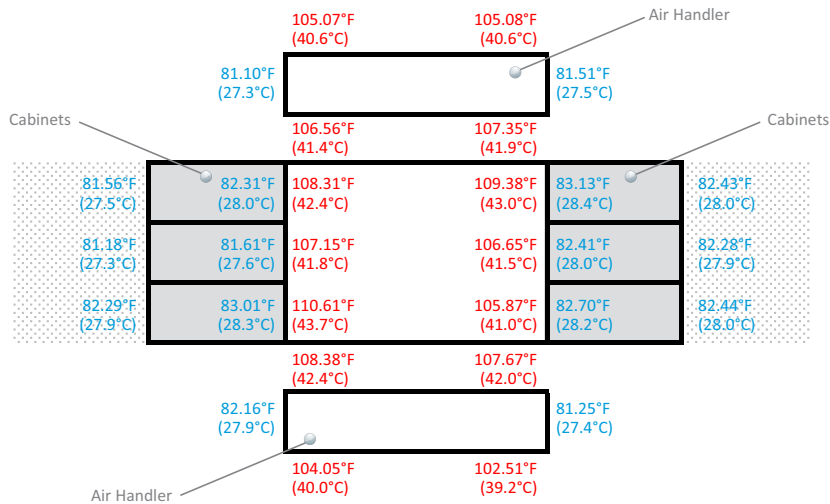 105.07°F 105.08°F Air Handler
(40.6°C) (40.6°C)
81.10°F 81.51°F
(27.3°C) (27.5°C)
Cabinets 106.56°F 107.35°F Cabinets
(41.4°C) (41.9°C)
81.56°F 82.31°F 108.31°F 109.38°F 83.13°F 82.43°F
(27.5°C) (28.0°C) (42.4°C) (43.0°C) (28.4°C) (28.0°C)
81.18°F 81.61°F 107.15°F 106.65°F 82.41°F 82.28°F
(27.3°C) (27.6°C) (41.8°C) (41.5°C) (28.0°C) (27.9°C)
82.29°F 83.01°F 110.61°F 105.87°F 82.70°F 82.44°F
(27.9°C) (28.3°C) (43.7°C) (41.0°C) (28.2°C) (28.0°C)
108.38°F 107.67°F
(42.4°C) (42.0°C)
82.16°F 81.25°F
(27.9°C) (27.4°C)
104.05°F 102.51°F
(40.0°C) (39.2°C)
Air Handler